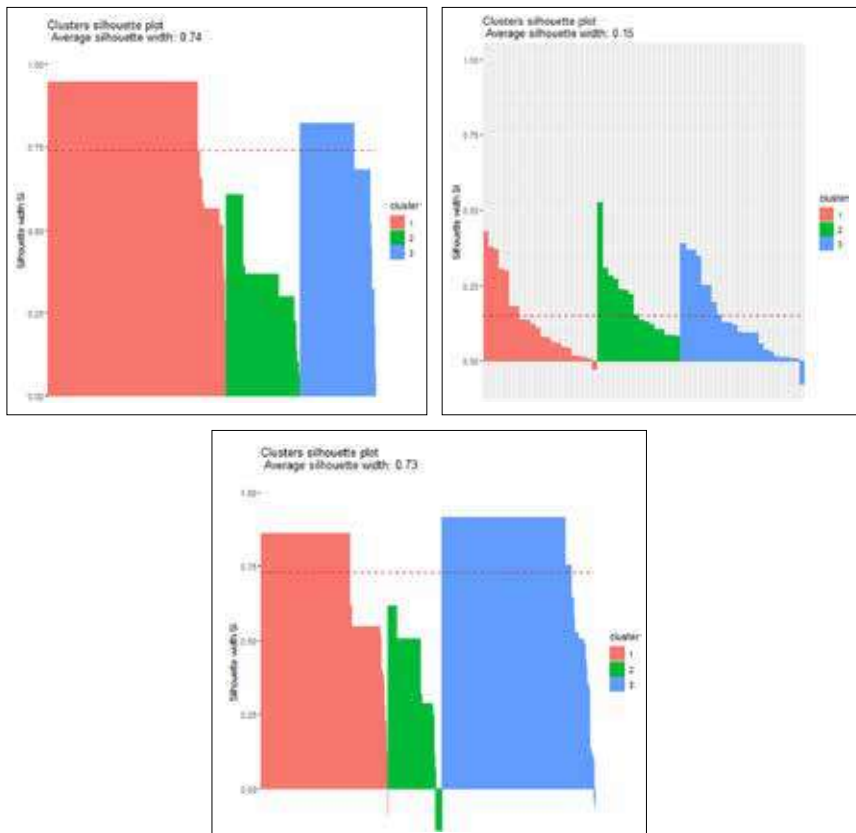 Clusters silhouette plot
Average silhouette width: 0.74
1.00
0.75
0.50
0.25
0.00
Silhouette width Si
cluster
1
2
3
Clusters silhouette plot
Average silhouette width: 0.15
1.00
0.75
0.50
0.25
0.00
Silhouette width Si
cluster
1
2
3
Clusters silhouette plot
Average silhouette width: 0.73
1.00
0.75
0.50
0.25
0.00
Silhouette width Si
cluster
1
2
3